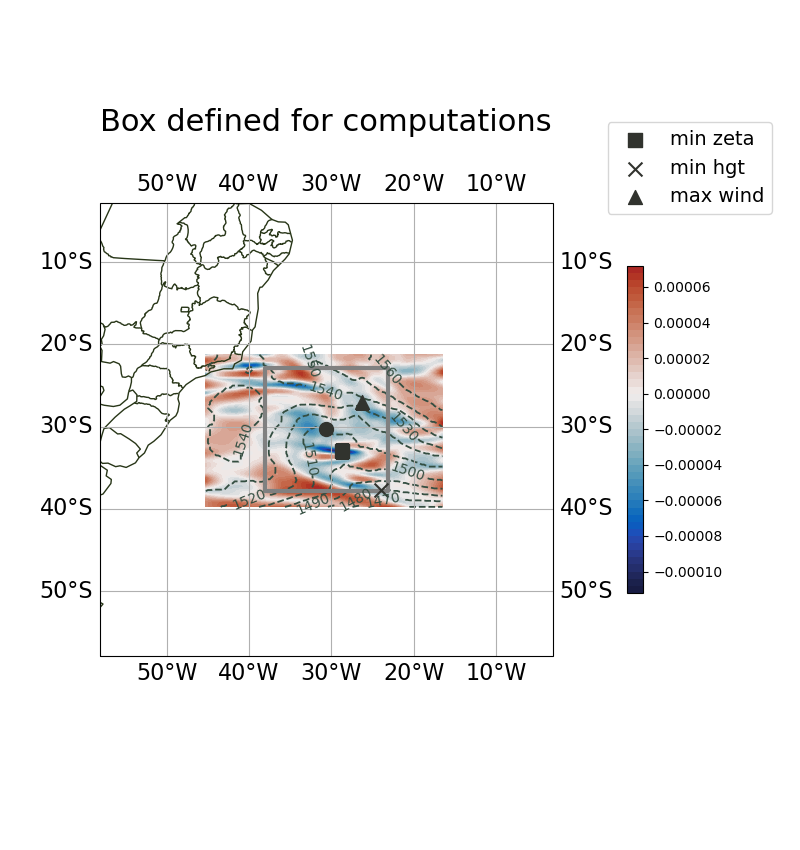 Box defined for computations
min zeta
min hgt
max wind
50°W 40°W 30°W 20°W 10°W
10°S 10°S
20°S 20°S
30°S 30°S
40°S 40°S
50°S 50°S
50°W 40°W 30°W 20°W 10°W
1560
1560
1540
1530
1540
1510
1500
1520
1490
1480
1470
0.00006
0.00004
0.00002
0.00000
−0.00002
−0.00004
−0.00006
−0.00008
−0.00010